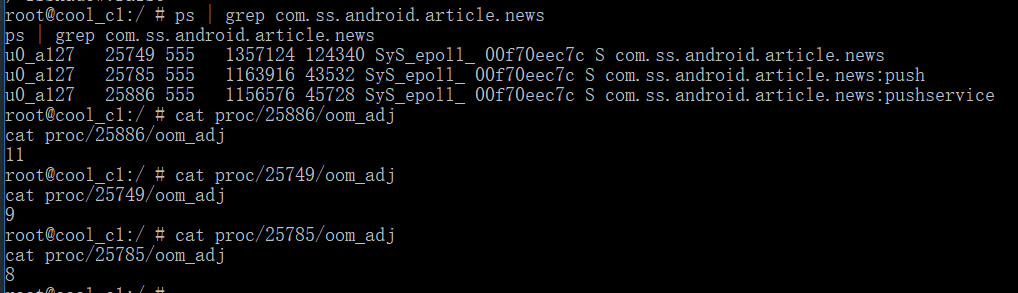 root@cool_c1:/ # ps | grep com.ss.android.article.news
ps | grep com.ss.android.article.news
u0_a127 25749 555 1357124 124340 SyS_epoll_ 00f70eec7c S com.ss.android.article.news
u0_a127 25785 555 1163916 43532 SyS_epoll_ 00f70eec7c S com.ss.android.article.news:push
u0_a127 25886 555 1156576 45728 SyS_epoll_ 00f70eec7c S com.ss.android.article.news:pushservice
root@cool_c1:/ # cat proc/25886/oom_adj
cat proc/25886/oom_adj
11
root@cool_c1:/ # cat proc/25749/oom_adj
cat proc/25749/oom_adj
9
root@cool_c1:/ # cat proc/25785/oom_adj
cat proc/25785/oom_adj
8
root@cool_c1:/ #